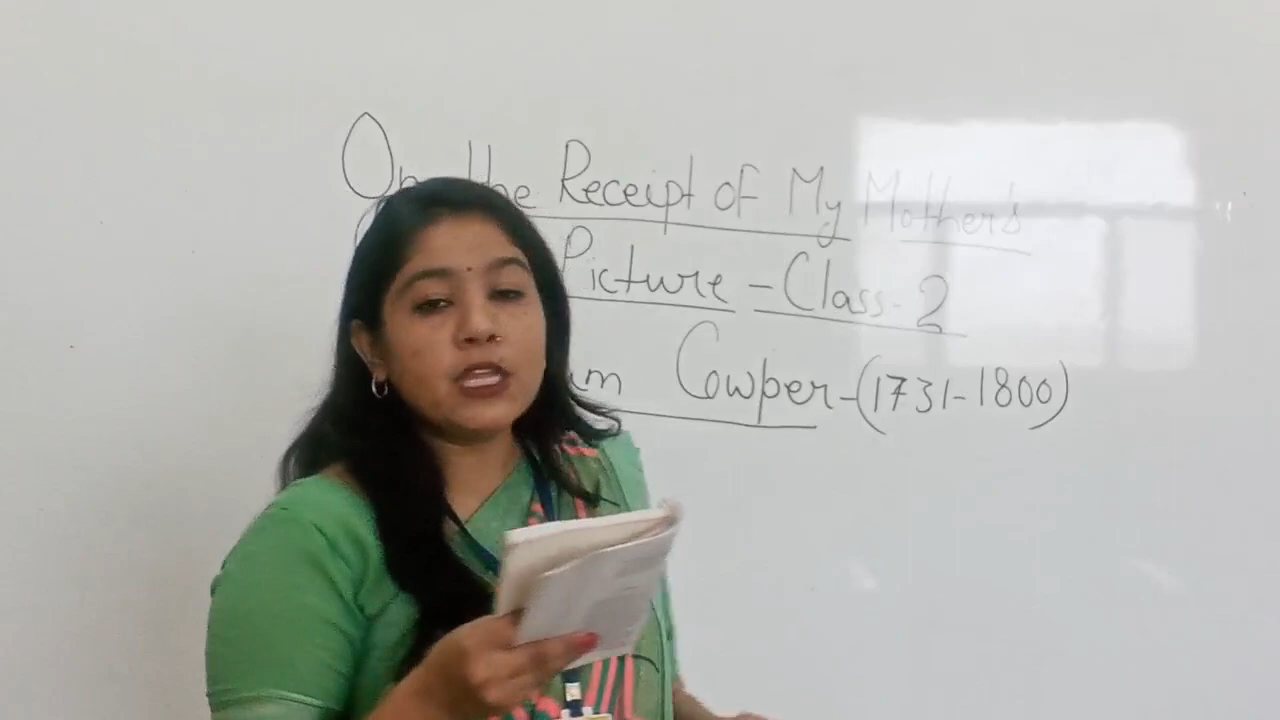 On the Receipt of My Mother's
Picture - Class - 2
Cowper - (1731-1800)